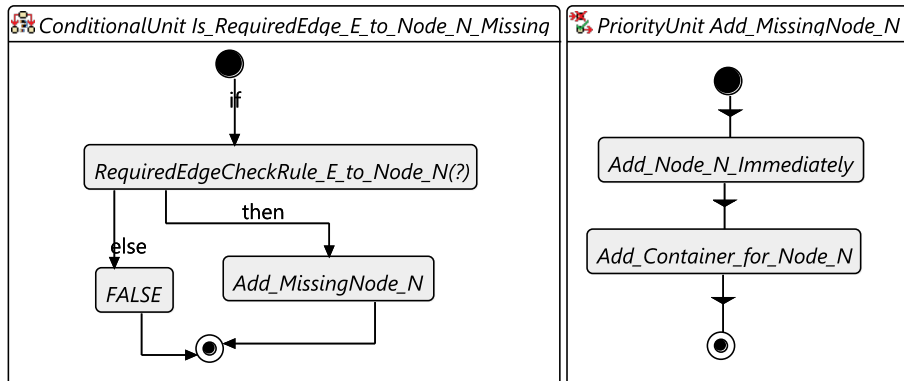 ConditionalUnit Is_RequiredEdge_E_to_Node_N_Missing
if
RequiredEdgeCheckRule_E_to_Node_N(?)
then
else
FALSE
Add_MissingNode_N
PriorityUnit Add_MissingNode_N
Add_Node_N_Immediately
Add_Container_for_Node_N